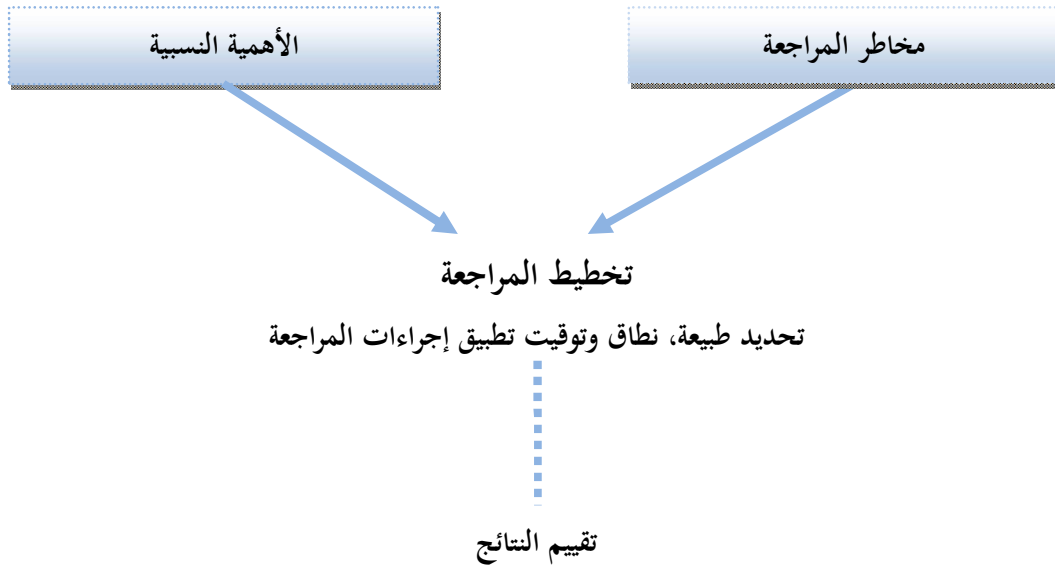 مخاطر المراجعة
الأهمية النسبية
تخطيط المراجعة
تحديد طبيعة، نطاق وتوقيت تطبيق إجراءات المراجعة
تقييم النتائج